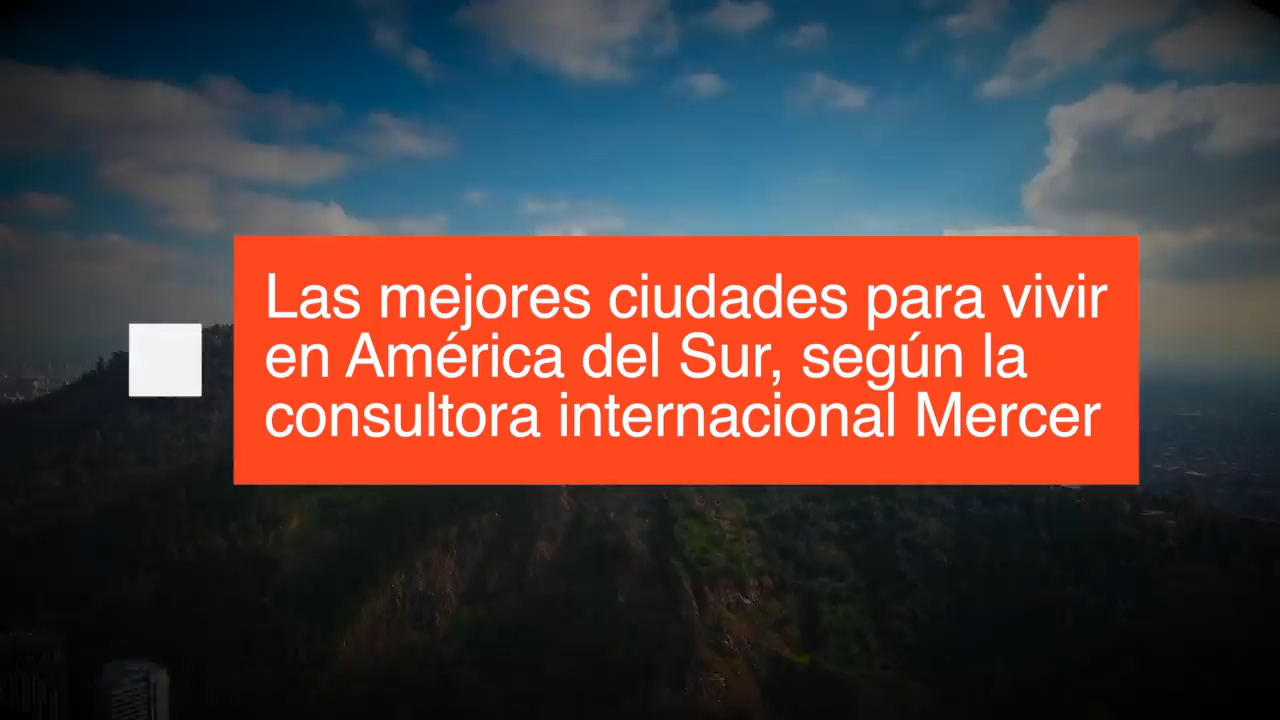 Las mejores ciudades para vivir
en América del Sur, según la
consultora internacional Mercer